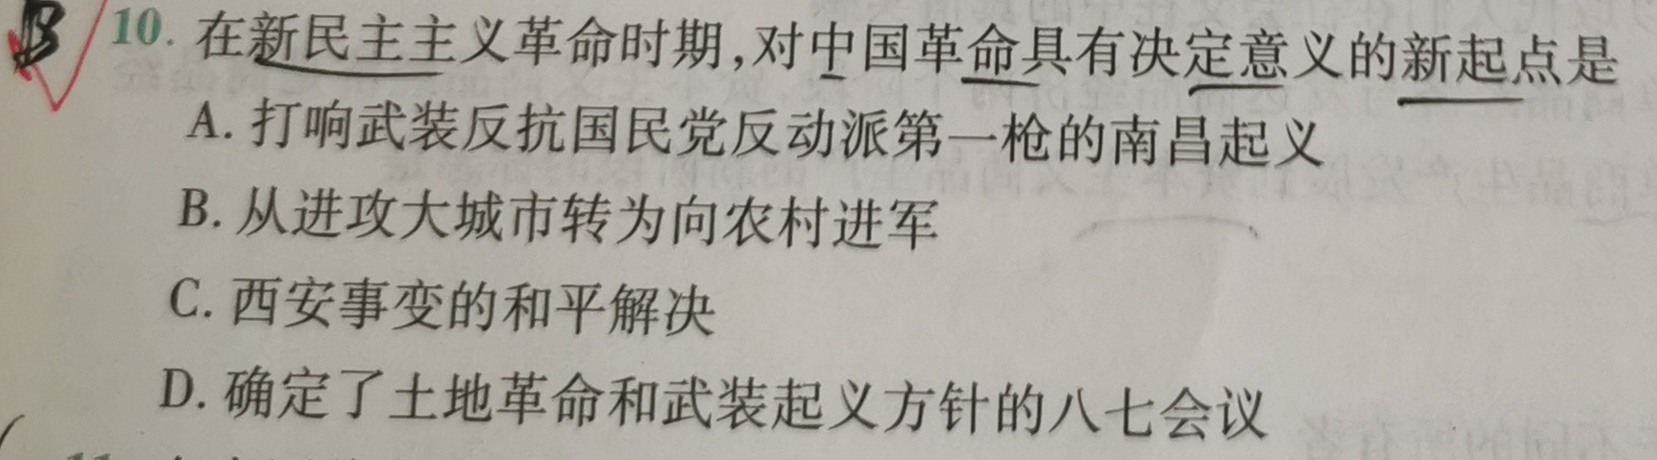 B 10. 在新民主主义革命时期,对中国革命具有决定意义的新起点是
A. 打响武装反抗国民党反动派第一枪的南昌起义
B. 从进攻大城市转为向农村进军
C. 西安事变的和平解决
D. 确定了土地革命和武装起义方针的八七会议